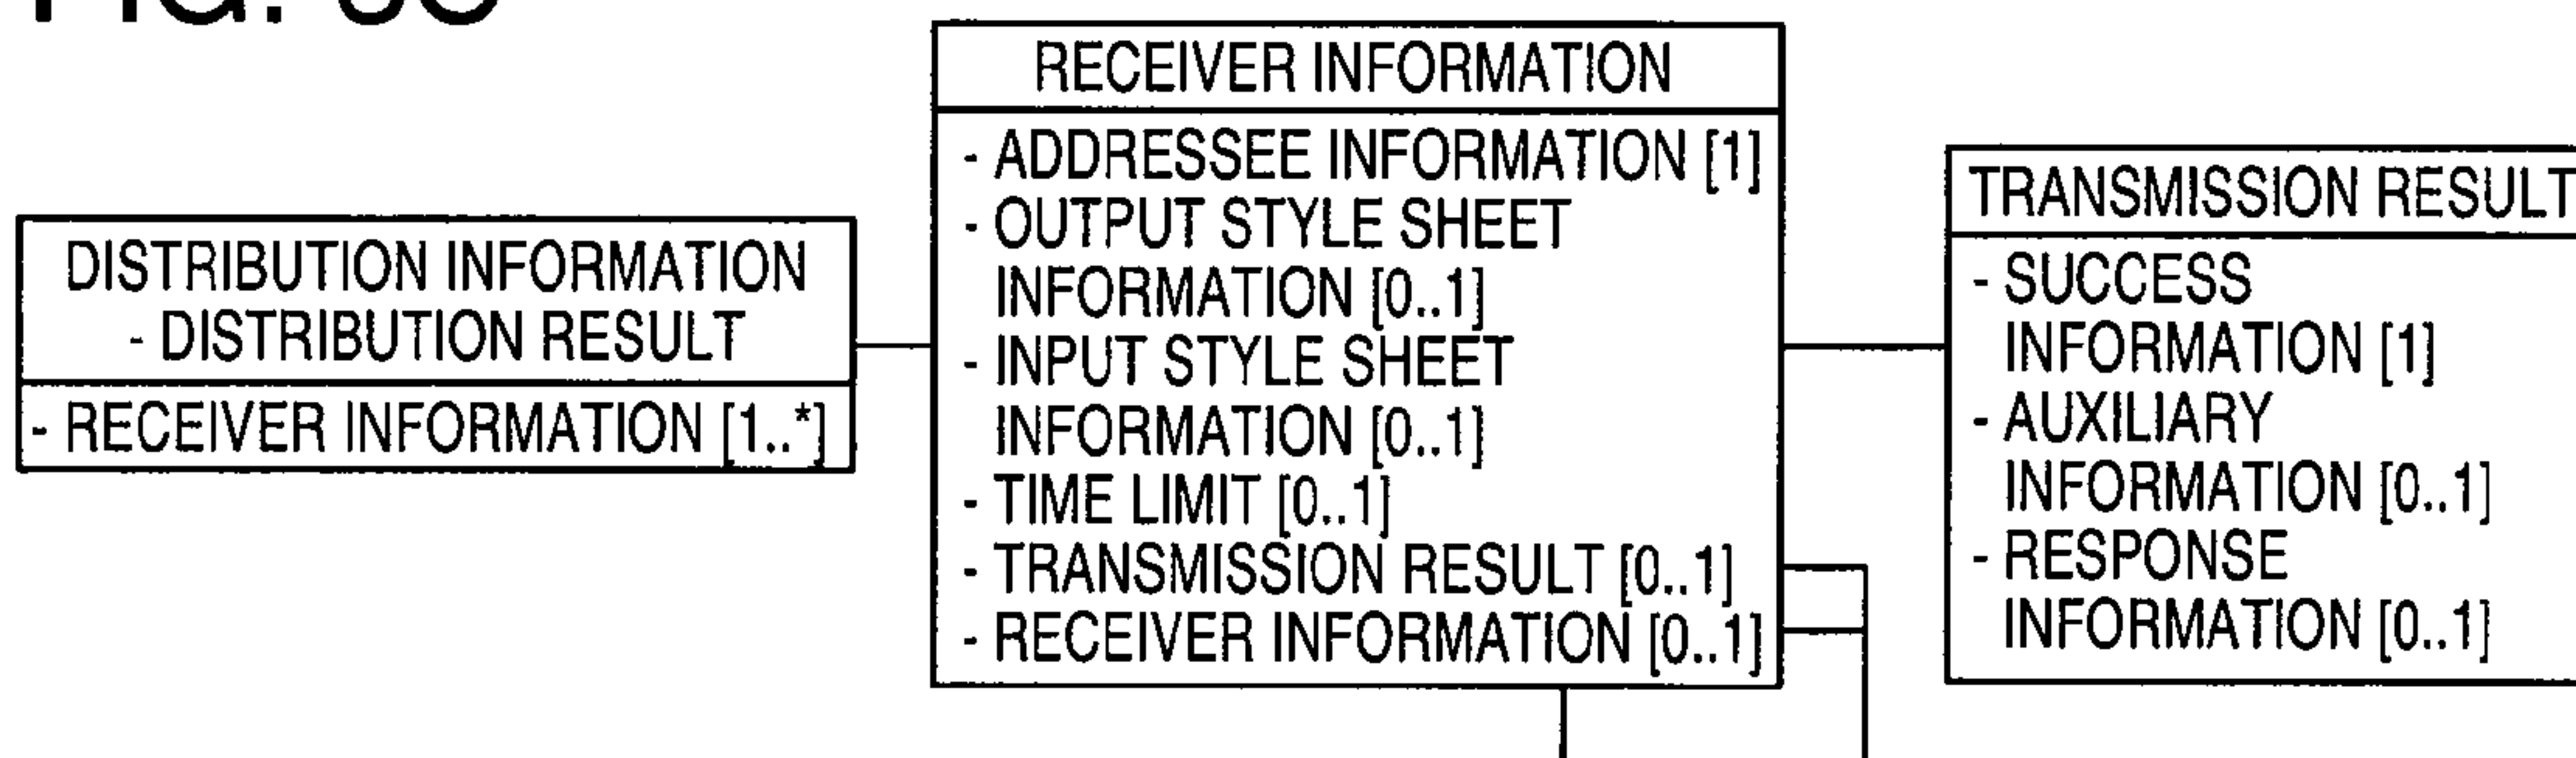 DISTRIBUTION INFORMATION
- DISTRIBUTION RESULT
- RECEIVER INFORMATION [1..*]
RECEIVER INFORMATION
- ADDRESSEE INFORMATION [1]
- OUTPUT STYLE SHEET
INFORMATION [0..1]
- INPUT STYLE SHEET
INFORMATION [0..1]
- TIME LIMIT [0..1]
- TRANSMISSION RESULT [0..1]
- RECEIVER INFORMATION [0..1]
TRANSMISSION RESULT
- SUCCESS
INFORMATION [1]
- AUXILIARY
INFORMATION [0..1]
- RESPONSE
INFORMATION [0..1]